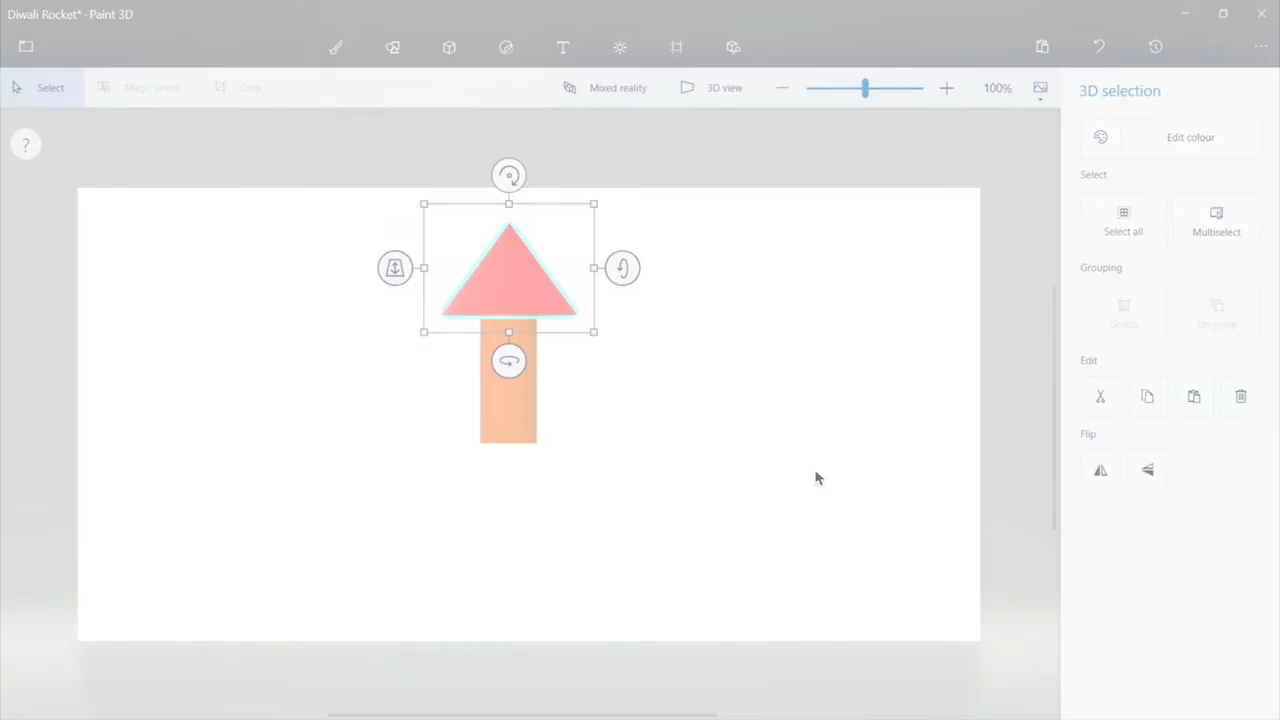 Diwali Rocket* - Paint 3D
Select
Magic select
Crop
Mixed reality
3D view
100%
?
3D selection
Edit colour
Select
Select all
Multiselect
Grouping
Group
Ungroup
Edit
Flip